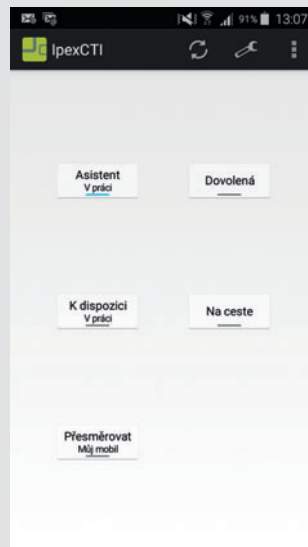 91% 13:07
IpexCTI
Asistent
V práci
Dovolená
K dispozici
V práci
Na ceste
Přesměrovat
Můj mobil